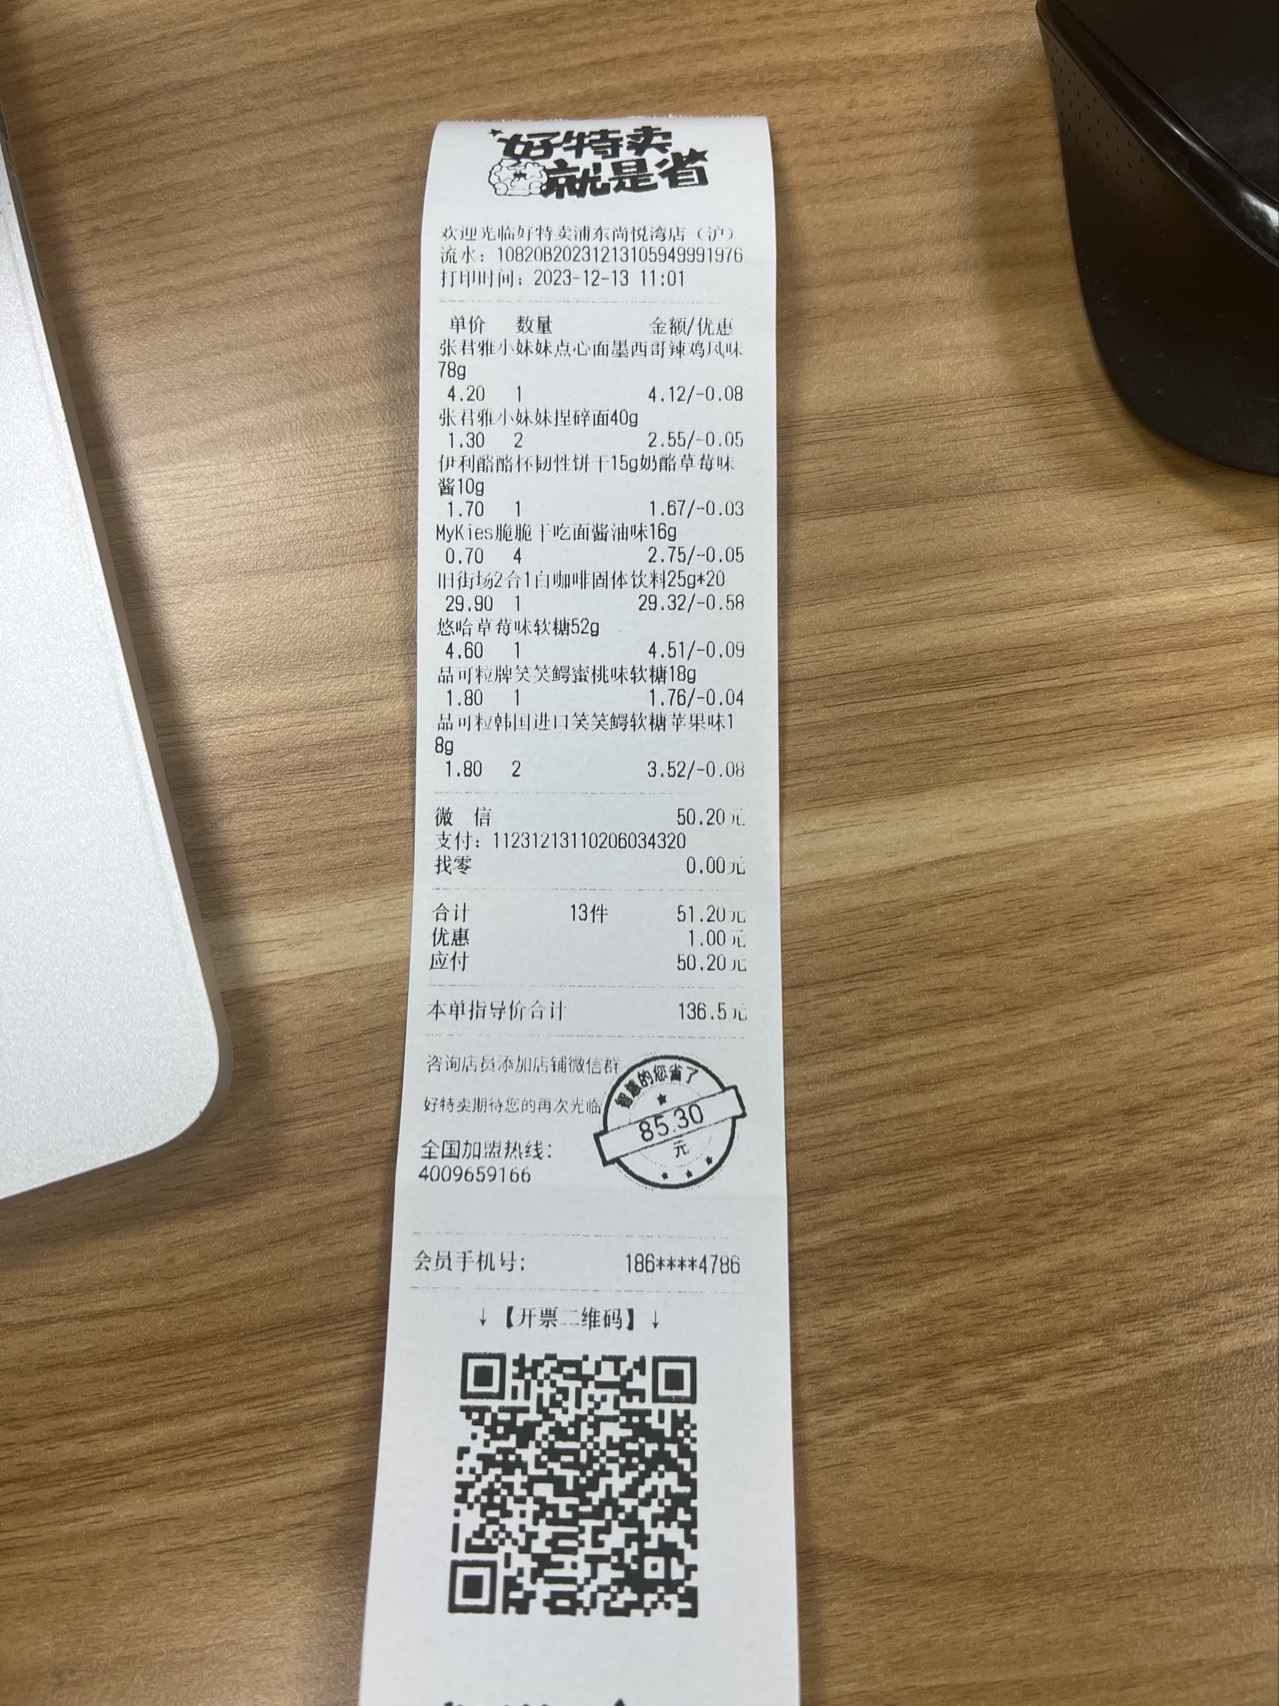 好特卖
就是省
欢迎光临好特卖浦东尚悦湾店（沪）
流水：10820B202312131059499​91976
打印时间：2023-12-13 11:01
单价 数量 金额/优惠
张君雅小妹妹点心面墨西哥辣鸡风味
78g
4.20 1 4.12/-0.08
张君雅小妹妹捏碎面40g
1.30 2 2.55/-0.05
伊利酪酪杯韧性饼干15g奶酪草莓味
酱10g
1.70 1 1.67/-0.03
MyKies脆脆干吃面酱油味16g
0.70 4 2.75/-0.05
旧街场2合1白咖啡固体饮料25g*20
29.90 1 29.32/-0.58
悠哈草莓味软糖52g
4.60 1 4.51/-0.09
品可粒牌笑笑鳄蜜桃味软糖18g
1.80 1 1.76/-0.04
品可粒韩国进口笑笑鳄软糖苹果味1
8g
1.80 2 3.52/-0.08
微 信 50.20元
支付：11231213110206034320
找零 0.00元
合计 13件 51.20元
优惠 1.00元
应付 50.20元
本单指导价合计 136.5元
咨询店员添加店铺微信群
好特卖期待您的再次光临
智慧的您省了
85.30
元
全国加盟热线：
4009659166
会员手机号： 186****4786
↓【开票二维码】↓